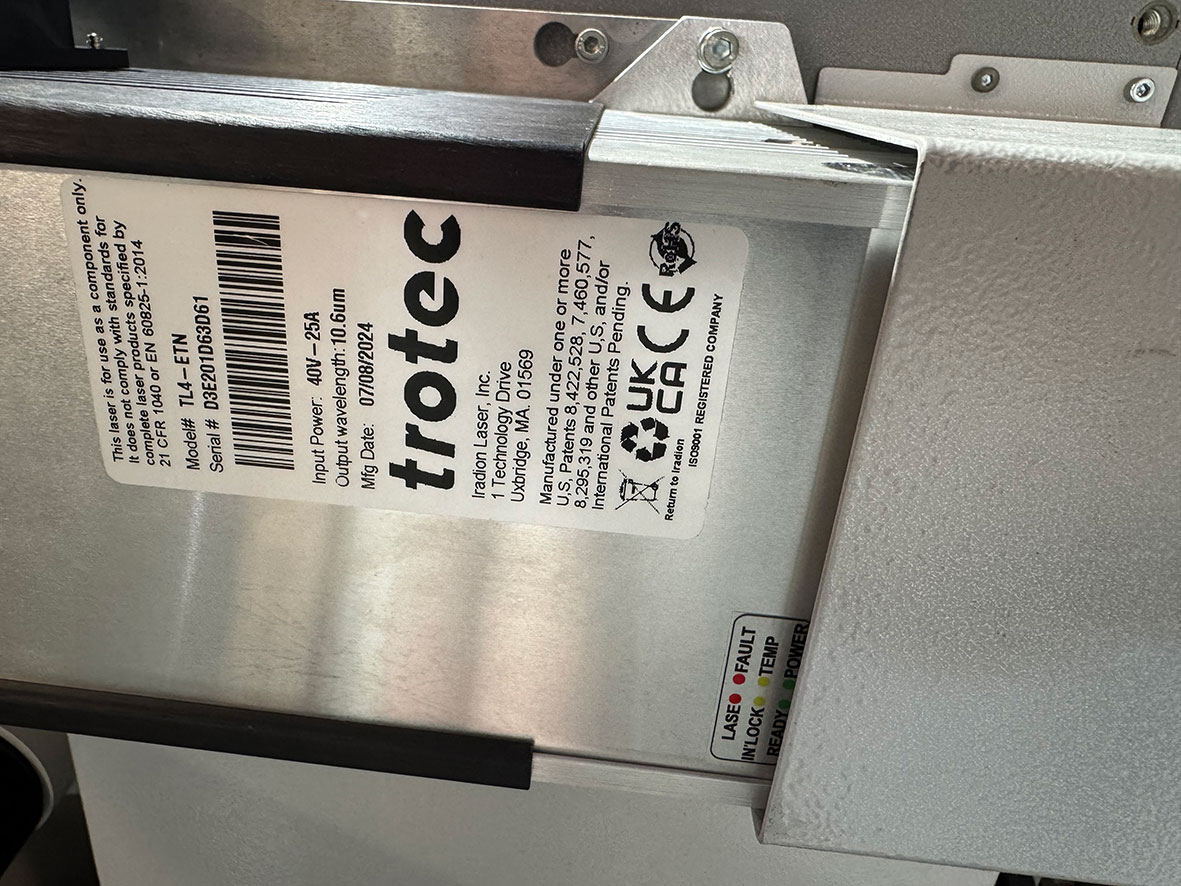 This laser is for use as a component only.
It does not comply with standards for
complete laser products specified by
21 CFR 1040 or EN 60825-1:2014
Model# TL4-ETN
Serial # D3E201D63D61
Input Power: 40V-25A
Output wavelength:10.6um
Mfg Date: 07/08/2024
trotec
Iradion Laser, Inc.
1 Technology Drive
Uxbridge, MA. 01569
Manufactured under one or more
U,S, Patents 8,422,528, 7,460,577,
8,295,319 and other U,S, and/or
International Patents Pending.
UK
CA CE RoHS
Return to Iradion
ISO9001 REGISTERED COMPANY
LASE FAULT
IN'LOCK TEMP
READY POWER